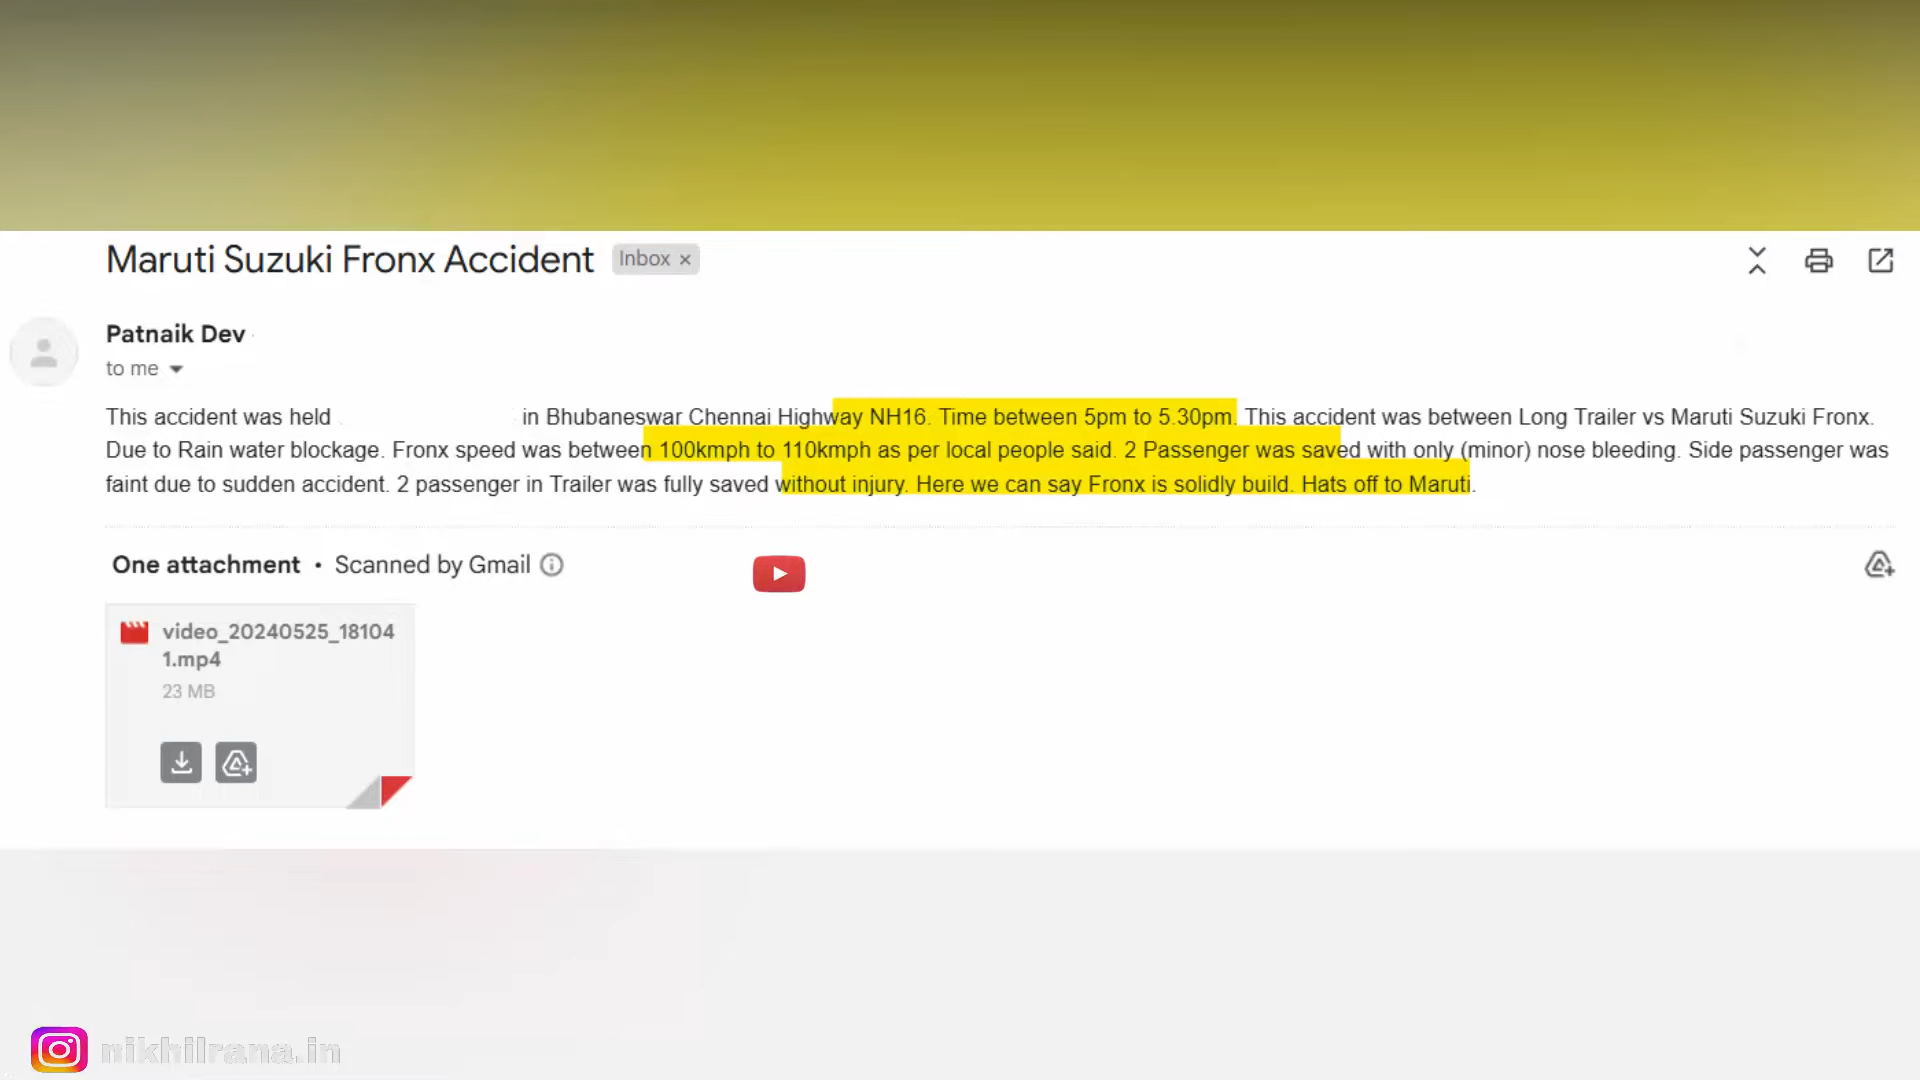 Maruti Suzuki Fronx Accident Inbox ×
Patnaik Dev
to me
This accident was held in Bhubaneswar Chennai Highway NH16. Time between 5pm to 5.30pm. This accident was between Long Trailer vs Maruti Suzuki Fronx.
Due to Rain water blockage. Fronx speed was between 100kmph to 110kmph as per local people said. 2 Passenger was saved with only (minor) nose bleeding. Side passenger was
faint due to sudden accident. 2 passenger in Trailer was fully saved without injury. Here we can say Fronx is solidly build. Hats off to Maruti.
One attachment • Scanned by Gmail
video_20240525_18104
1.mp4
23 MB
nikhilrana.in